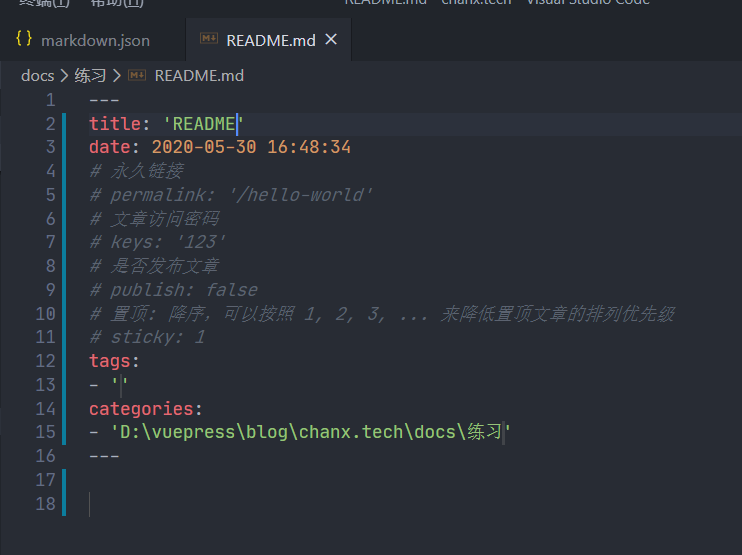 终端(T) 帮助(H) README.md - chanx.tech - Visual Studio Code
{} markdown.json README.md ×
docs > 练习 > README.md
1 ---
2 title: 'README'
3 date: 2020-05-30 16:48:34
4 # 永久链接
5 # permalink: '/hello-world'
6 # 文章访问密码
7 # keys: '123'
8 # 是否发布文章
9 # publish: false
10 # 置顶: 降序，可以按照 1, 2, 3, ... 来降低置顶文章的排列优先级
11 # sticky: 1
12 tags:
13 - ''
14 categories:
15 - 'D:\vuepress\blog\chanx.tech\docs\练习'
16 ---
17
18